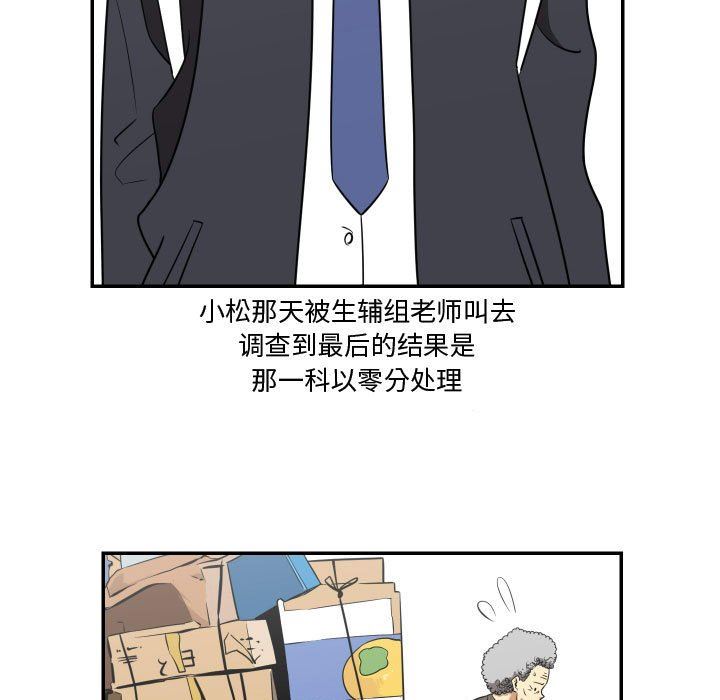 小松那天被生辅组老师叫去
调查到最后的结果是
那一科以零分处理